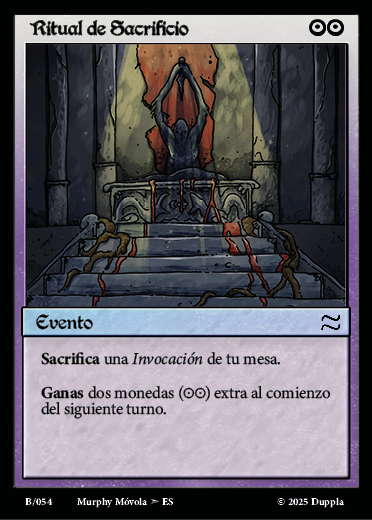 Ritual de Sacrificio
Evento
Sacrifica una Invocación de tu mesa.
Ganas dos monedas (⊙⊙) extra al comienzo
del siguiente turno.
B/054 Murphy Móvola ➣ ES © 2025 Duppla